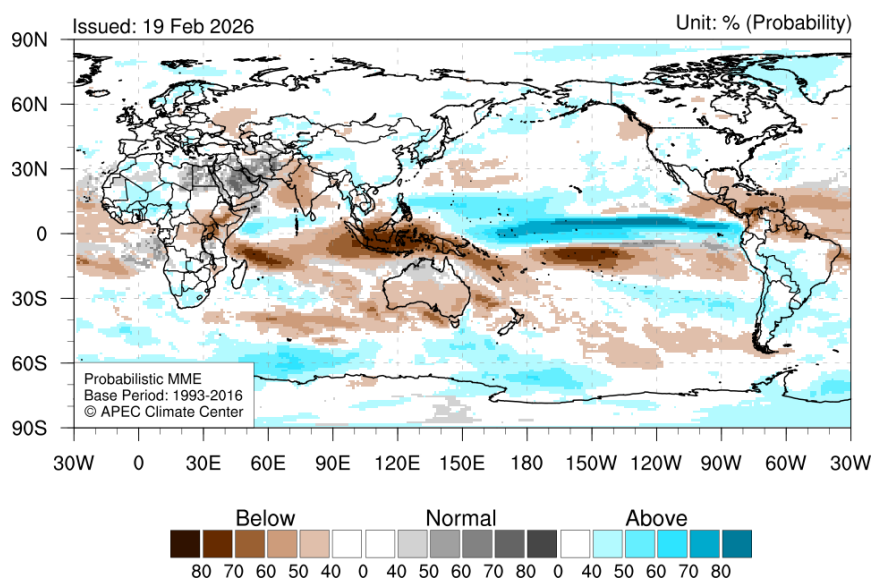 Issued: 19 Feb 2026
Unit: % (Probability)
90N
60N
30N
0
30S
60S
90S
Probabilistic MME
Base Period: 1993-2016
© APEC Climate Center
30W 0 30E 60E 90E 120E 150E 180 150W 120W 90W 60W 30W
Below Normal Above
80 70 60 50 40 0 40 50 60 70 80 0 40 50 60 70 80